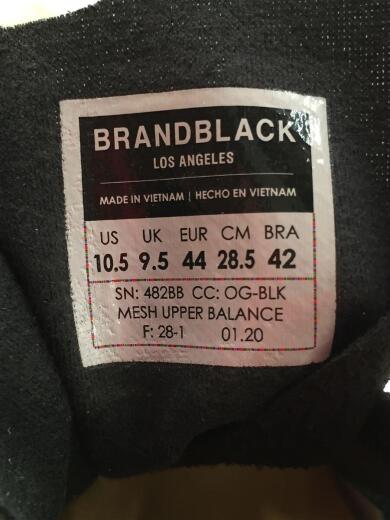 BRANDBLACK
LOS ANGELES
MADE IN VIETNAM | HECHO EN VIETNAM
US UK EUR CM BRA
10.5 9.5 44 28.5 42
SN: 482BB CC: OG-BLK
MESH UPPER BALANCE
F: 28-1 01.20